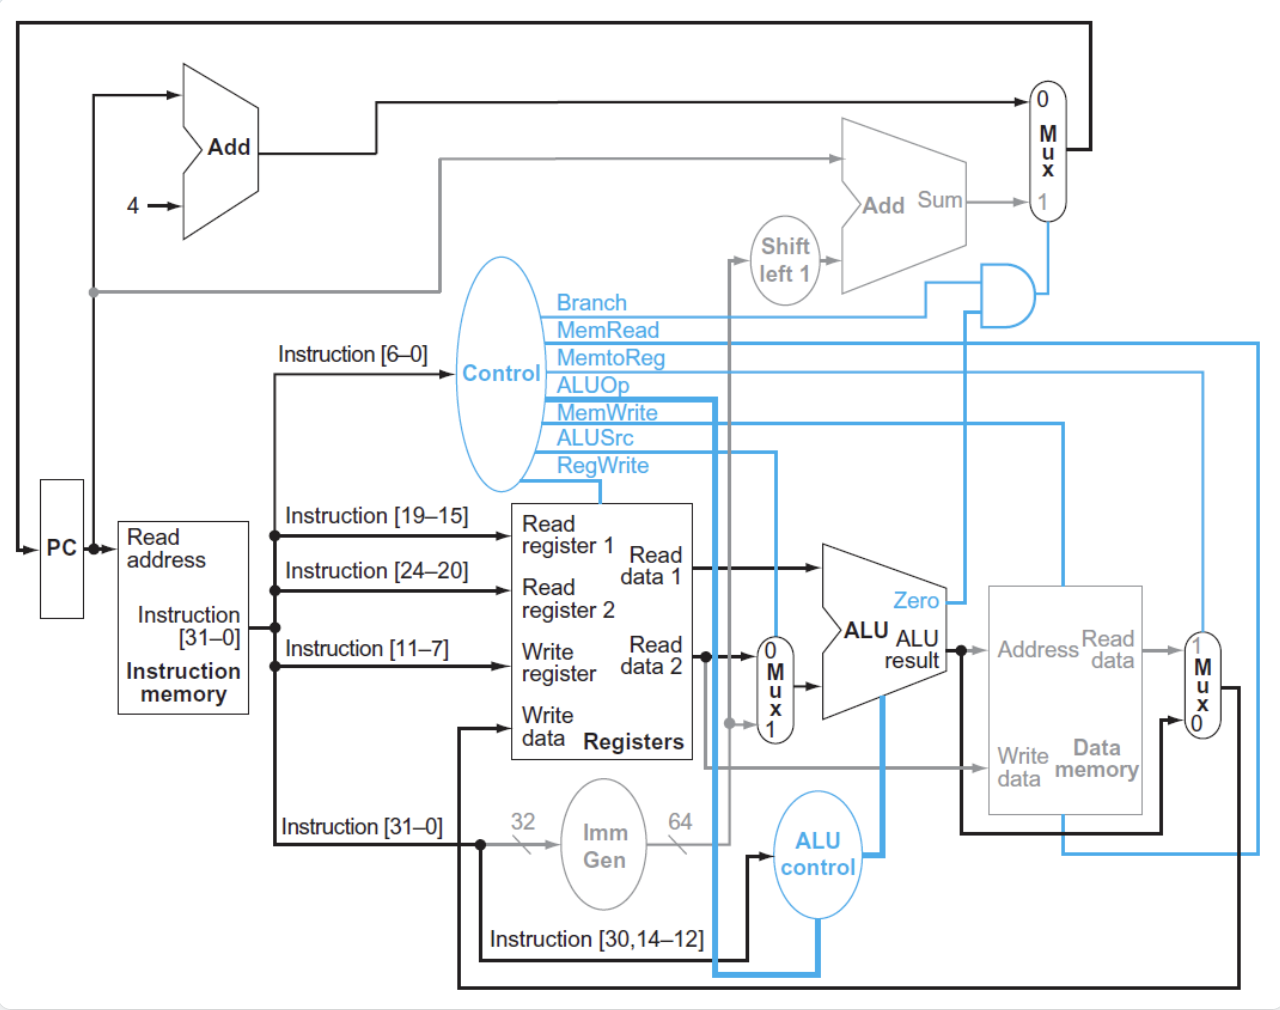 0
Mux
1
Add
4
Add Sum
Shift
left 1
Branch
MemRead
MemtoReg
ALUOp
MemWrite
ALUSrc
RegWrite
Control
Instruction [6–0]
PC
Read
address
Instruction
[31–0]
Instruction
memory
Instruction [19–15]
Instruction [24–20]
Instruction [11–7]
Instruction [31–0]
Read
register 1
Read
register 2
Write
register
Write
data
Read
data 1
Read
data 2
Registers
0
Mux
1
Zero
ALU
ALU
result
Address
Read
data
Write
data
Data
memory
1
Mux
0
32
Imm
Gen
64
ALU
control
Instruction [30,14–12]